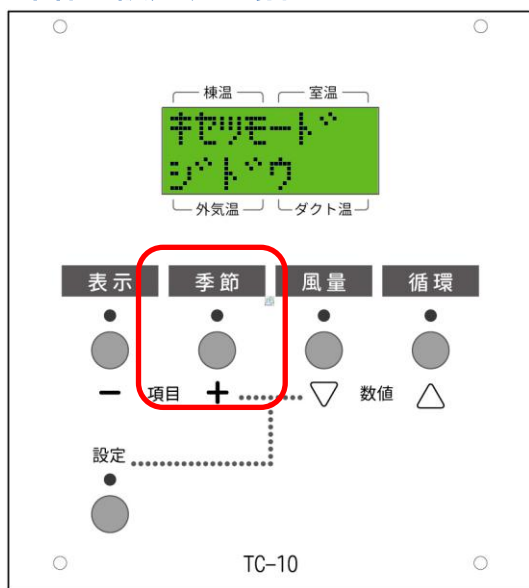 棟温 室温
キセツモード
ジドウ
外気温 ダクト温
表示 季節 風量 循環
− 項目 + ▽ 数値 △
設定
TC−10